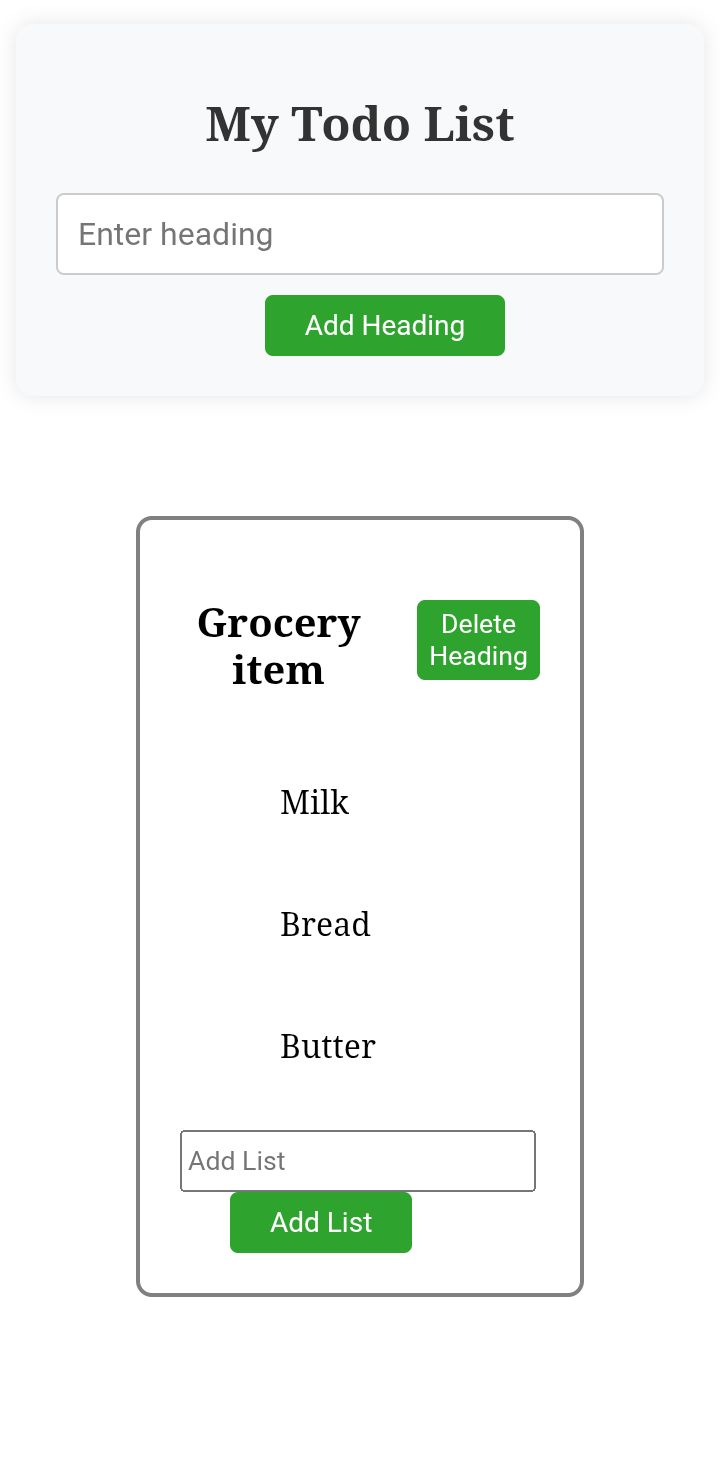 My Todo List
Enter heading
Add Heading
Grocery
item
Delete
Heading
Milk
Bread
Butter
Add List
Add List